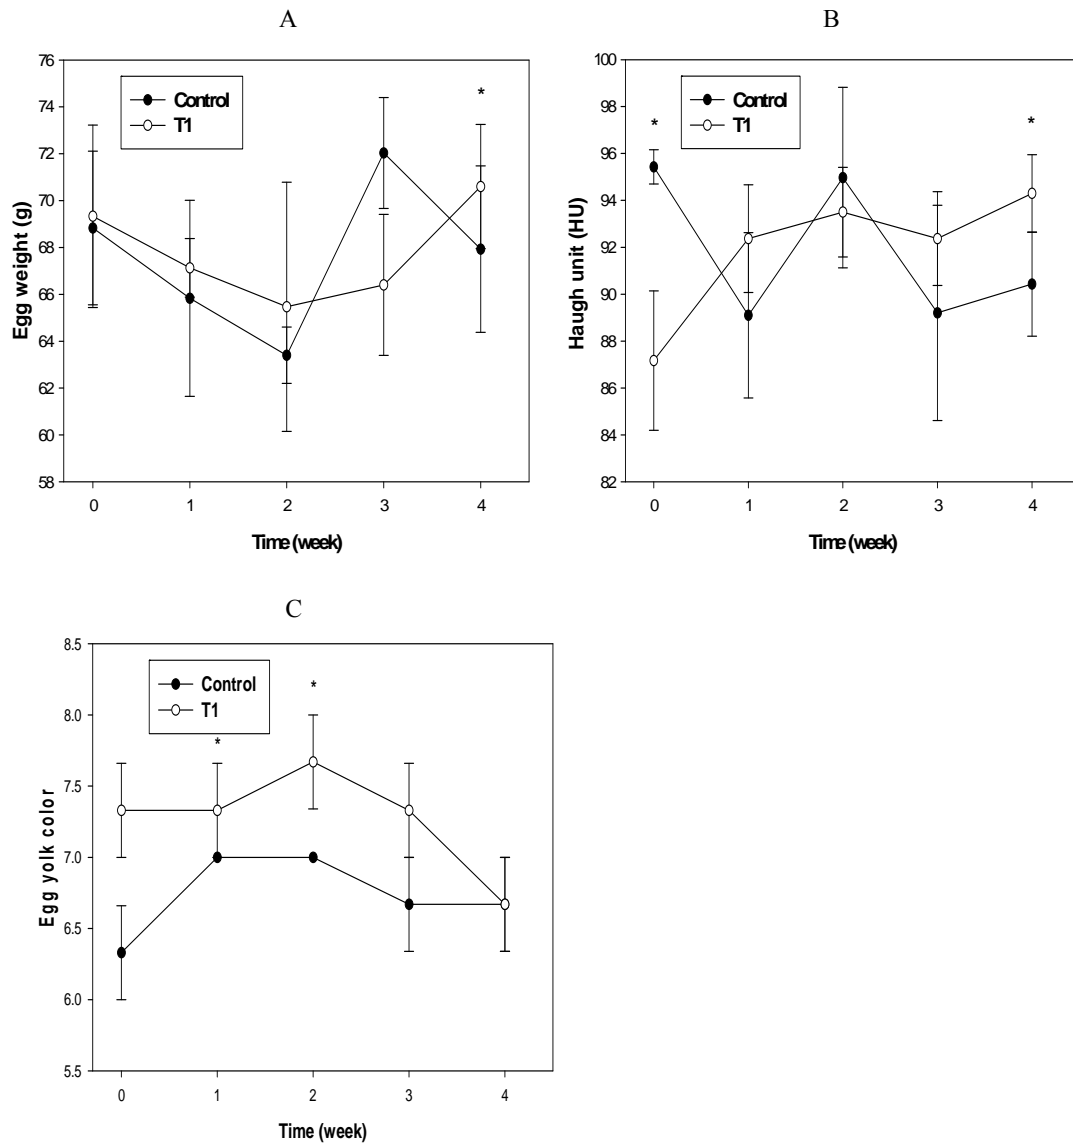 A
Control
T1
*
Egg weight (g)
76
74
72
70
68
66
64
62
60
58
0 1 2 3 4
Time (week)
B
Control
T1
* *
Haugh unit (HU)
100
98
96
94
92
90
88
86
84
82
0 1 2 3 4
Time (week)
C
Control
T1
*
*
Egg yolk color
8.5
8.0
7.5
7.0
6.5
6.0
5.5
0 1 2 3 4
Time (week)